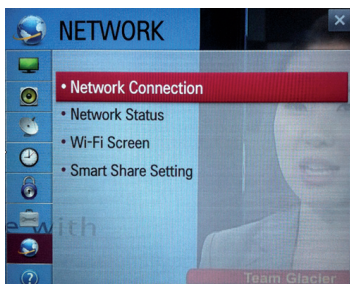 NETWORK
• Network Connection
• Network Status
• Wi-Fi Screen
• Smart Share Setting
with
Team Glacier